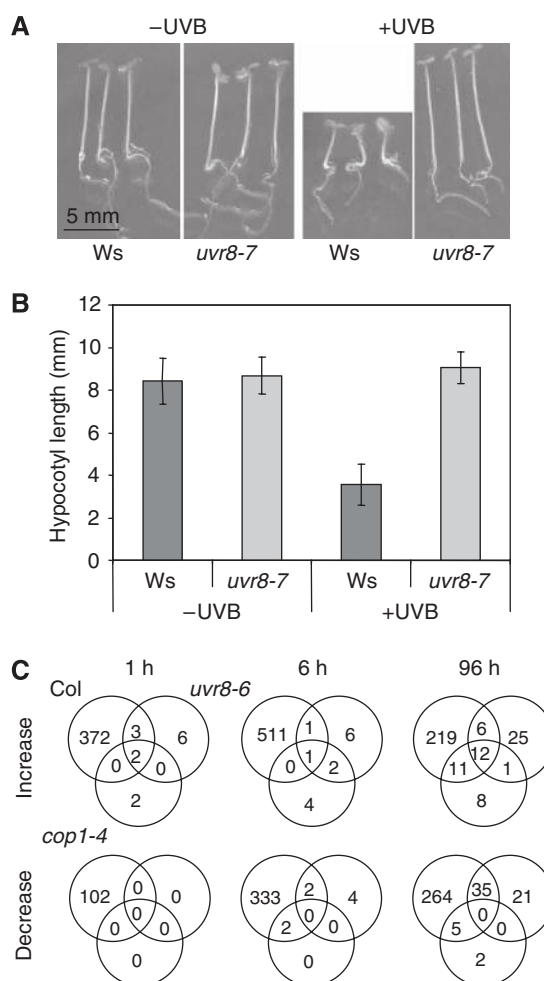 A
−UVB +UVB
5 mm
Ws uvr8-7 Ws uvr8-7
B
12
10
8
6
4
2
0
Hypocotyl length (mm)
Ws uvr8-7 Ws uvr8-7
−UVB +UVB
C
1 h 6 h 96 h
Col uvr8-6
Increase
372 3 6 511 1 6 219 6 25
2 1 12
0 0 0 2 11 1
2 4 8
cop1-4
Decrease
102 0 0 333 2 4 264 35 21
0 0 0
0 0 2 0 5 0
0 0 2